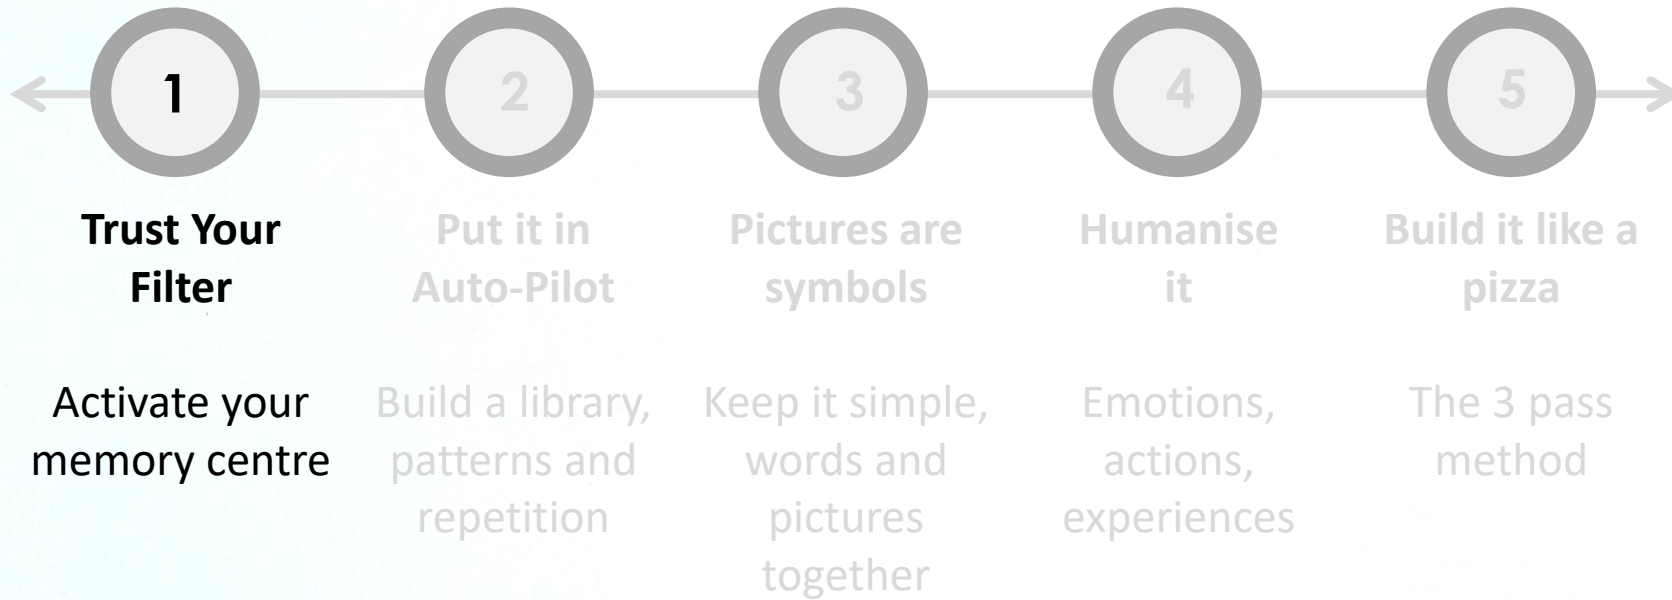 1
2
3
4
5
Trust Your
Filter
Put it in
Auto-Pilot
Pictures are
symbols
Humanise
it
Build it like a
pizza
Activate your
memory centre
Build a library,
patterns and
repetition
Keep it simple,
words and
pictures
together
Emotions,
actions,
experiences
The 3 pass
method